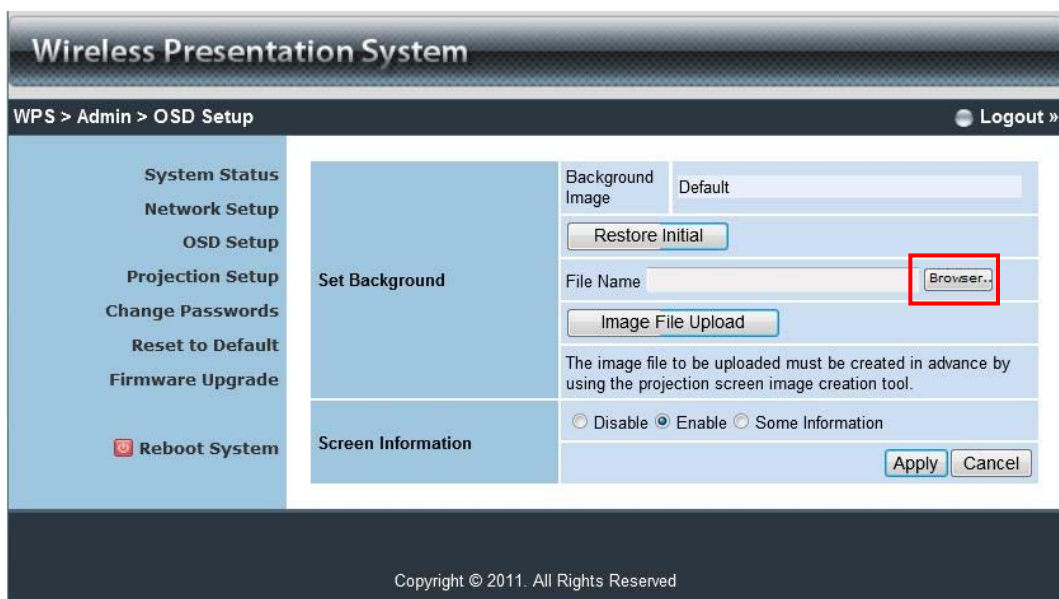 Wireless Presentation System
WPS > Admin > OSD Setup
Logout »
System Status
Network Setup
OSD Setup
Projection Setup
Change Passwords
Reset to Default
Firmware Upgrade
Reboot System
Set Background
Background
Image
Default
Restore Initial
File Name
Browser..
Image File Upload
The image file to be uploaded must be created in advance by
using the projection screen image creation tool.
Screen Information
Disable Enable Some Information
Apply Cancel
Copyright © 2011. All Rights Reserved